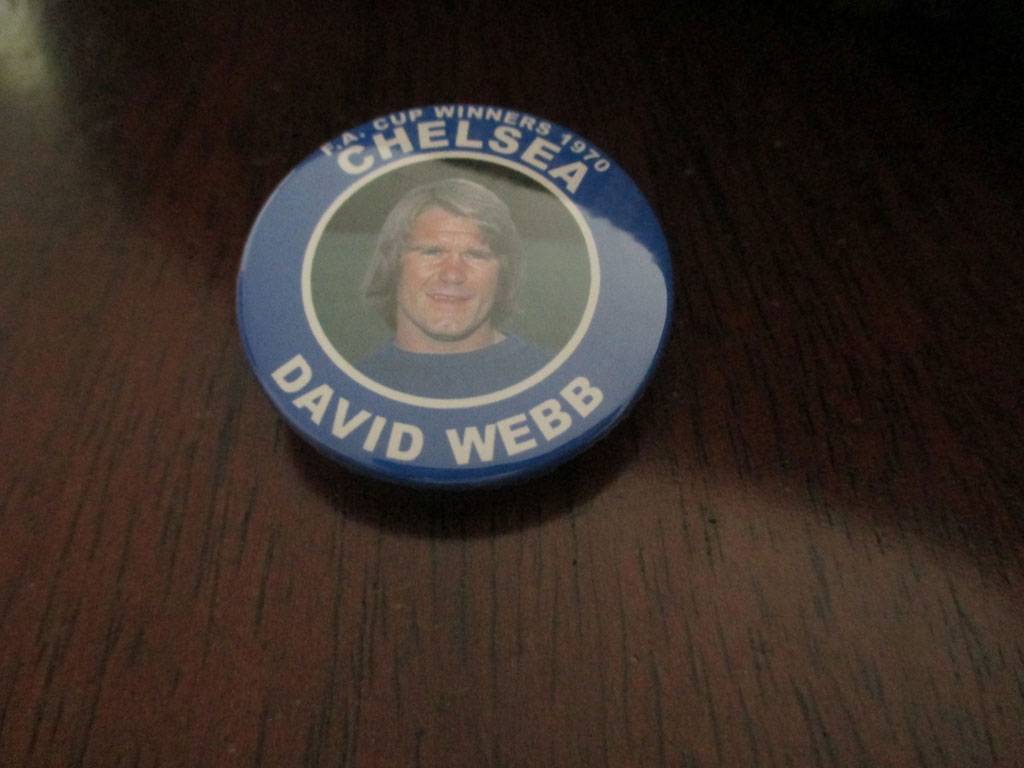 F.A. CUP WINNERS 1970
CHELSEA
DAVID WEBB